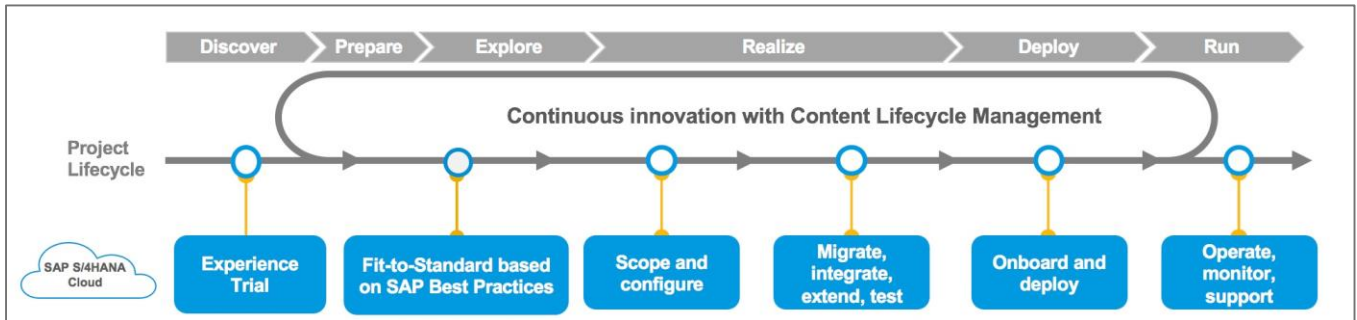 Discover Prepare Explore Realize Deploy Run
Continuous innovation with Content Lifecycle Management
Project
Lifecycle
SAP S/4HANA
Cloud
Experience
Trial
Fit-to-Standard based
on SAP Best Practices
Scope and
configure
Migrate,
integrate,
extend, test
Onboard and
deploy
Operate,
monitor,
support